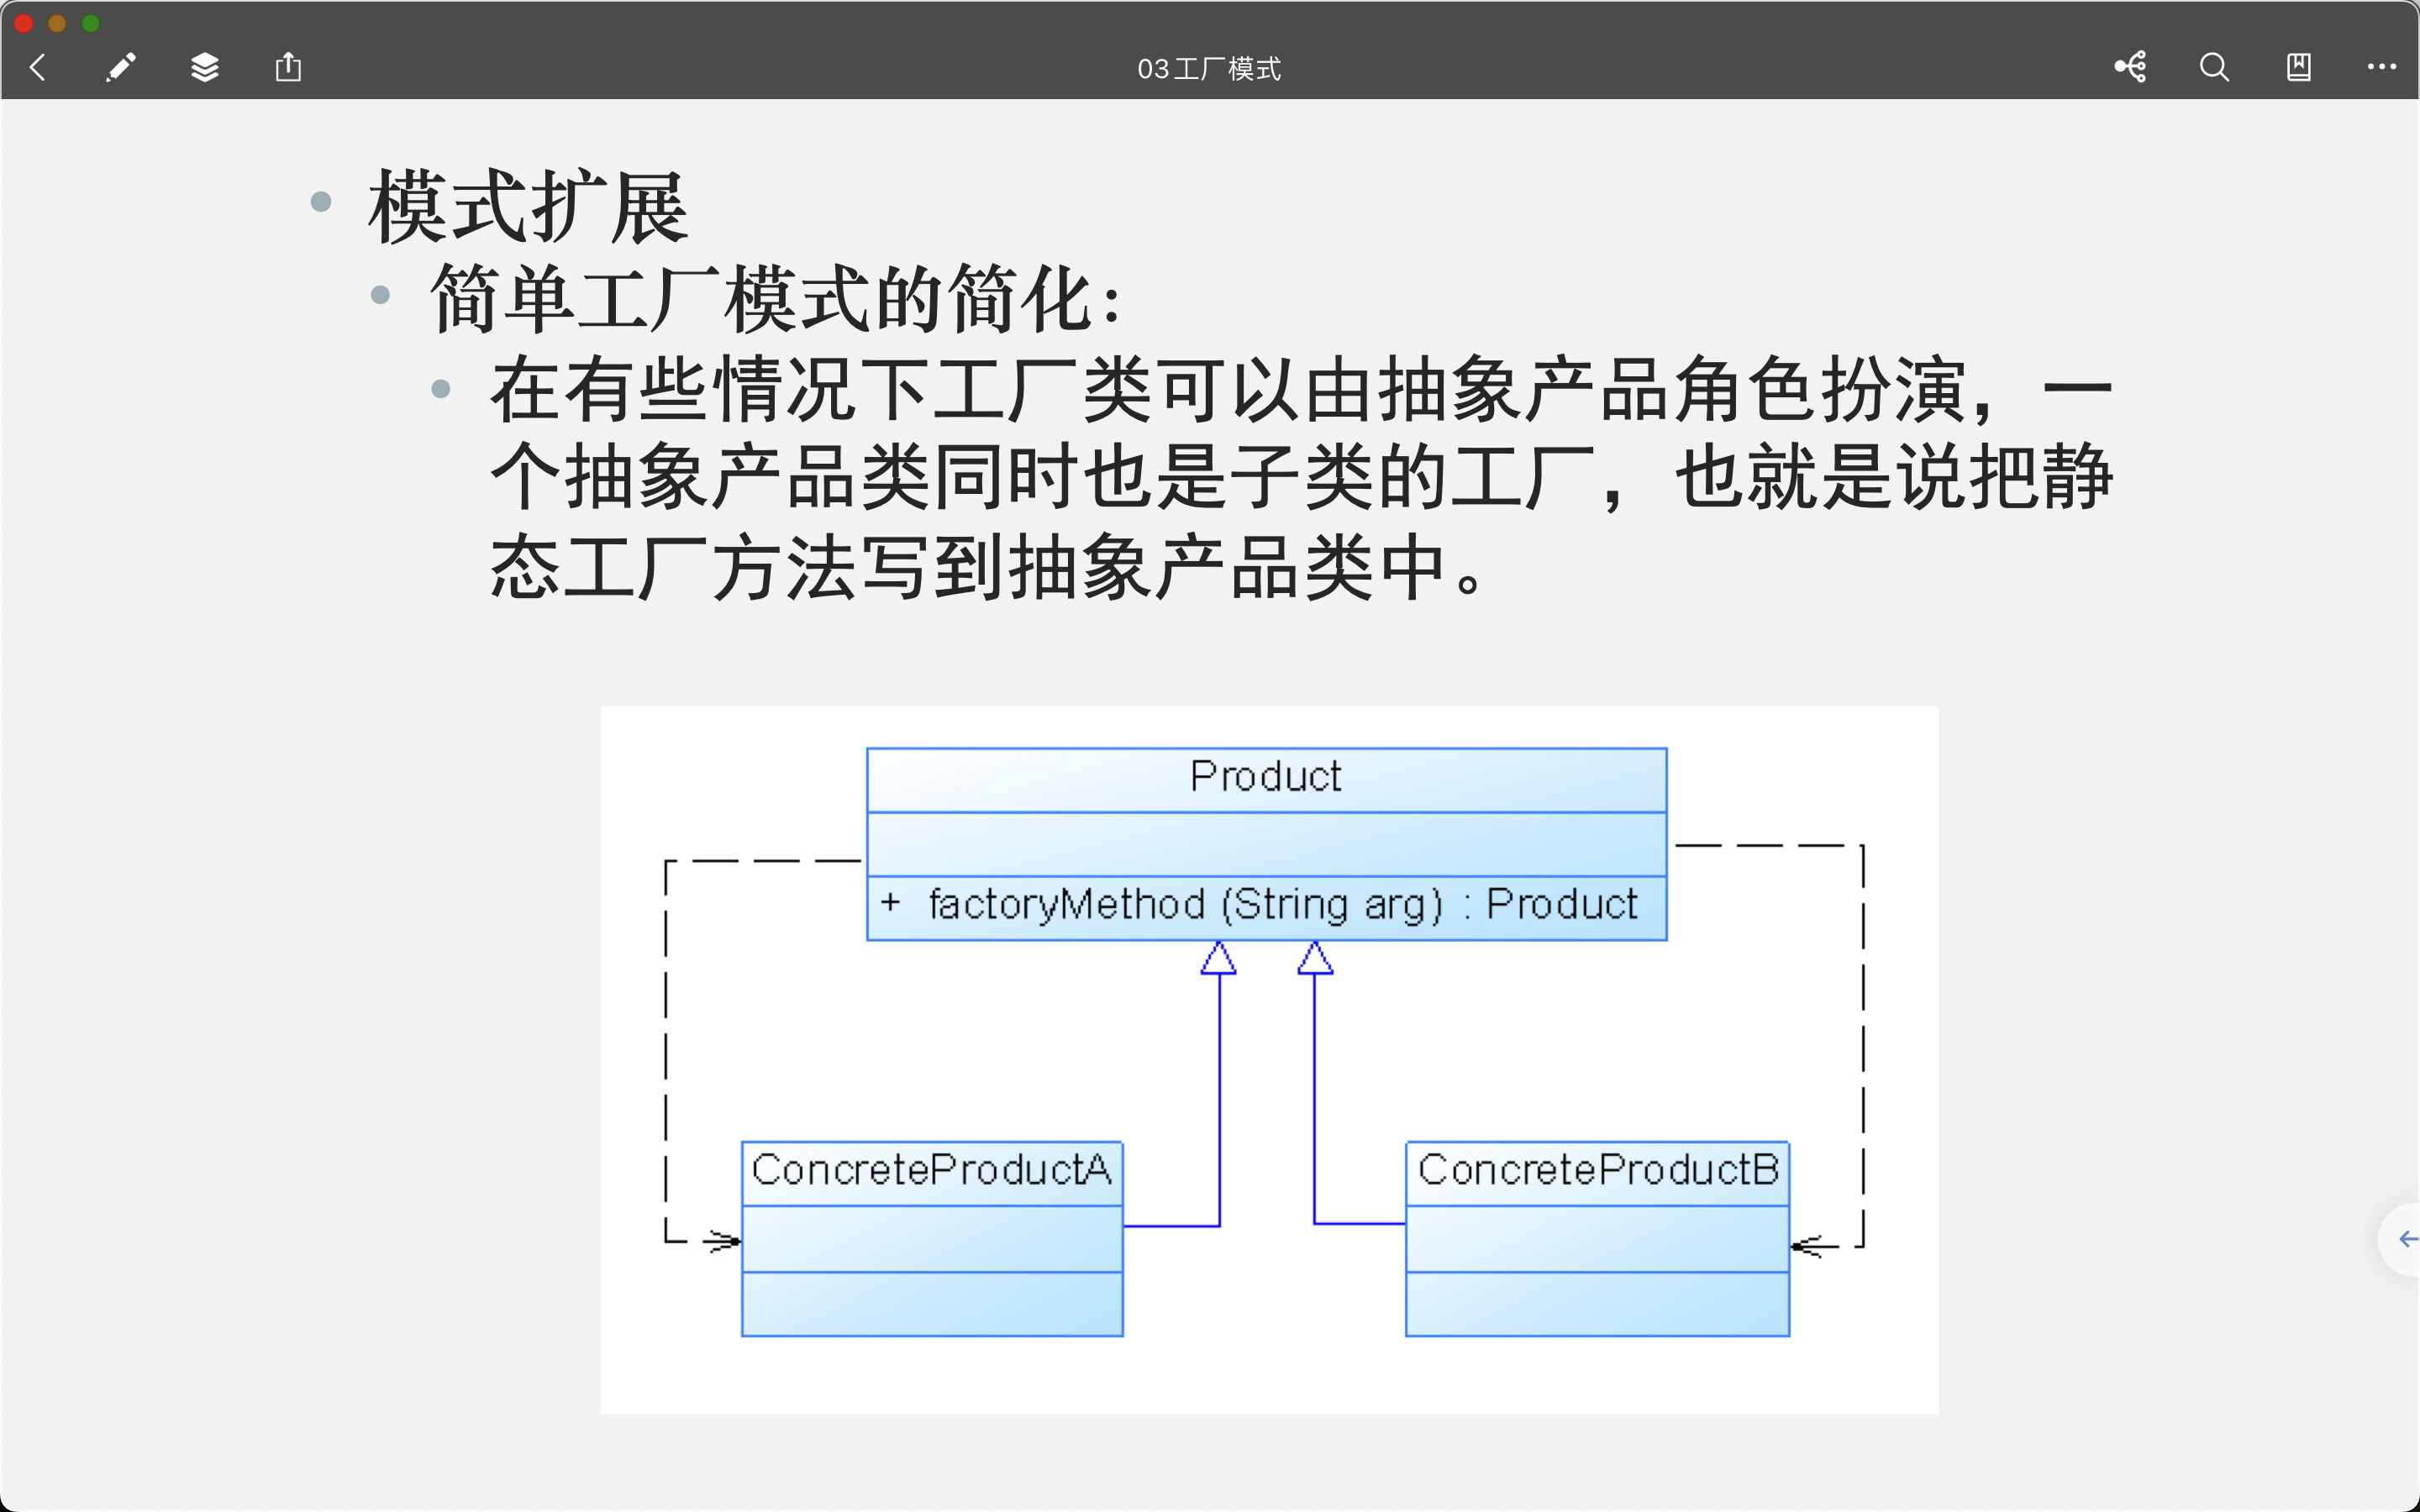 03工厂模式
模式扩展
简单工厂模式的简化：
在有些情况下工厂类可以由抽象产品角色扮演，一
个抽象产品类同时也是子类的工厂，也就是说把静
态工厂方法写到抽象产品类中。
Product
+ factoryMethod (String arg) : Product
ConcreteProductA
ConcreteProductB